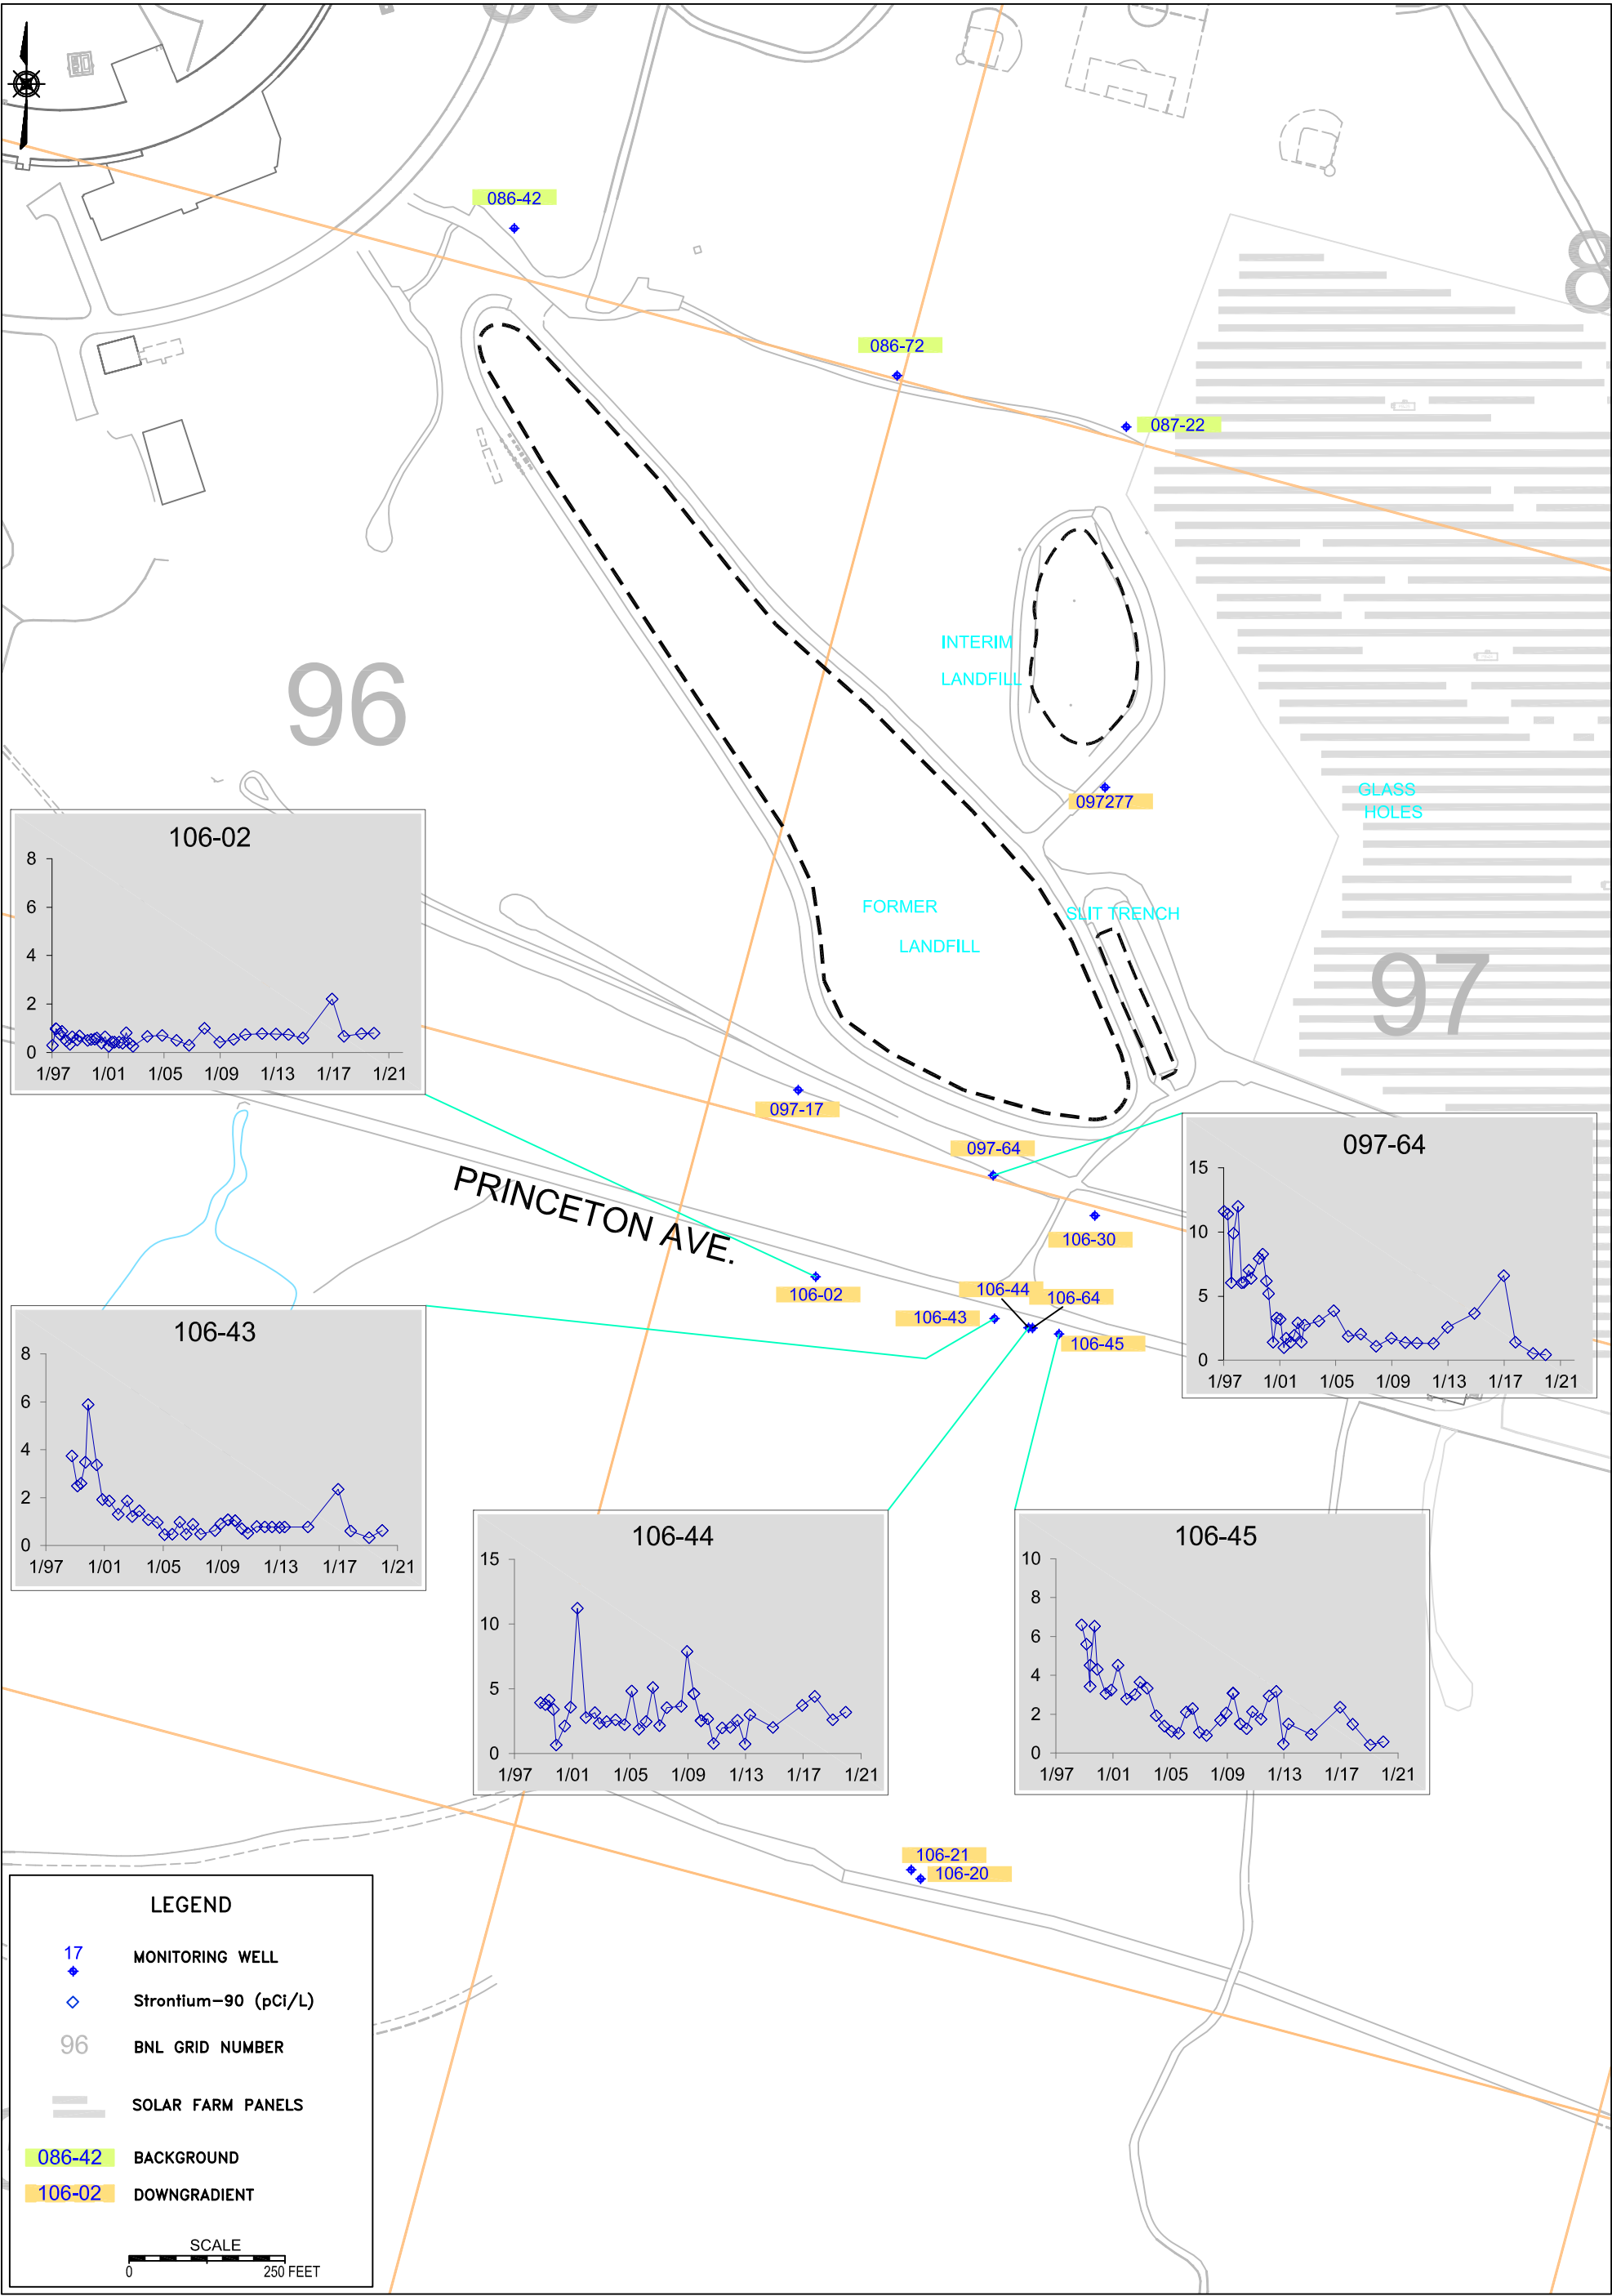 086-42
8
086-72
087-22
INTERIM
LANDFILL
96
GLASS
HOLES
097277
FORMER
LANDFILL
SLIT TRENCH
97
106-02
8
6
4
2
0
1/97 1/01 1/05 1/09 1/13 1/17 1/21
097-17
097-64
PRINCETON AVE.
106-30
106-02
106-44
106-64
106-43
106-45
097-64
15
10
5
0
1/97 1/01 1/05 1/09 1/13 1/17 1/21
106-43
8
6
4
2
0
1/97 1/01 1/05 1/09 1/13 1/17 1/21
106-44
15
10
5
0
1/97 1/01 1/05 1/09 1/13 1/17 1/21
106-45
10
8
6
4
2
0
1/97 1/01 1/05 1/09 1/13 1/17 1/21
106-21
106-20
LEGEND
17 MONITORING WELL
Strontium-90 (pCi/L)
96 BNL GRID NUMBER
SOLAR FARM PANELS
086-42 BACKGROUND
106-02 DOWNGRADIENT
SCALE
0 250 FEET